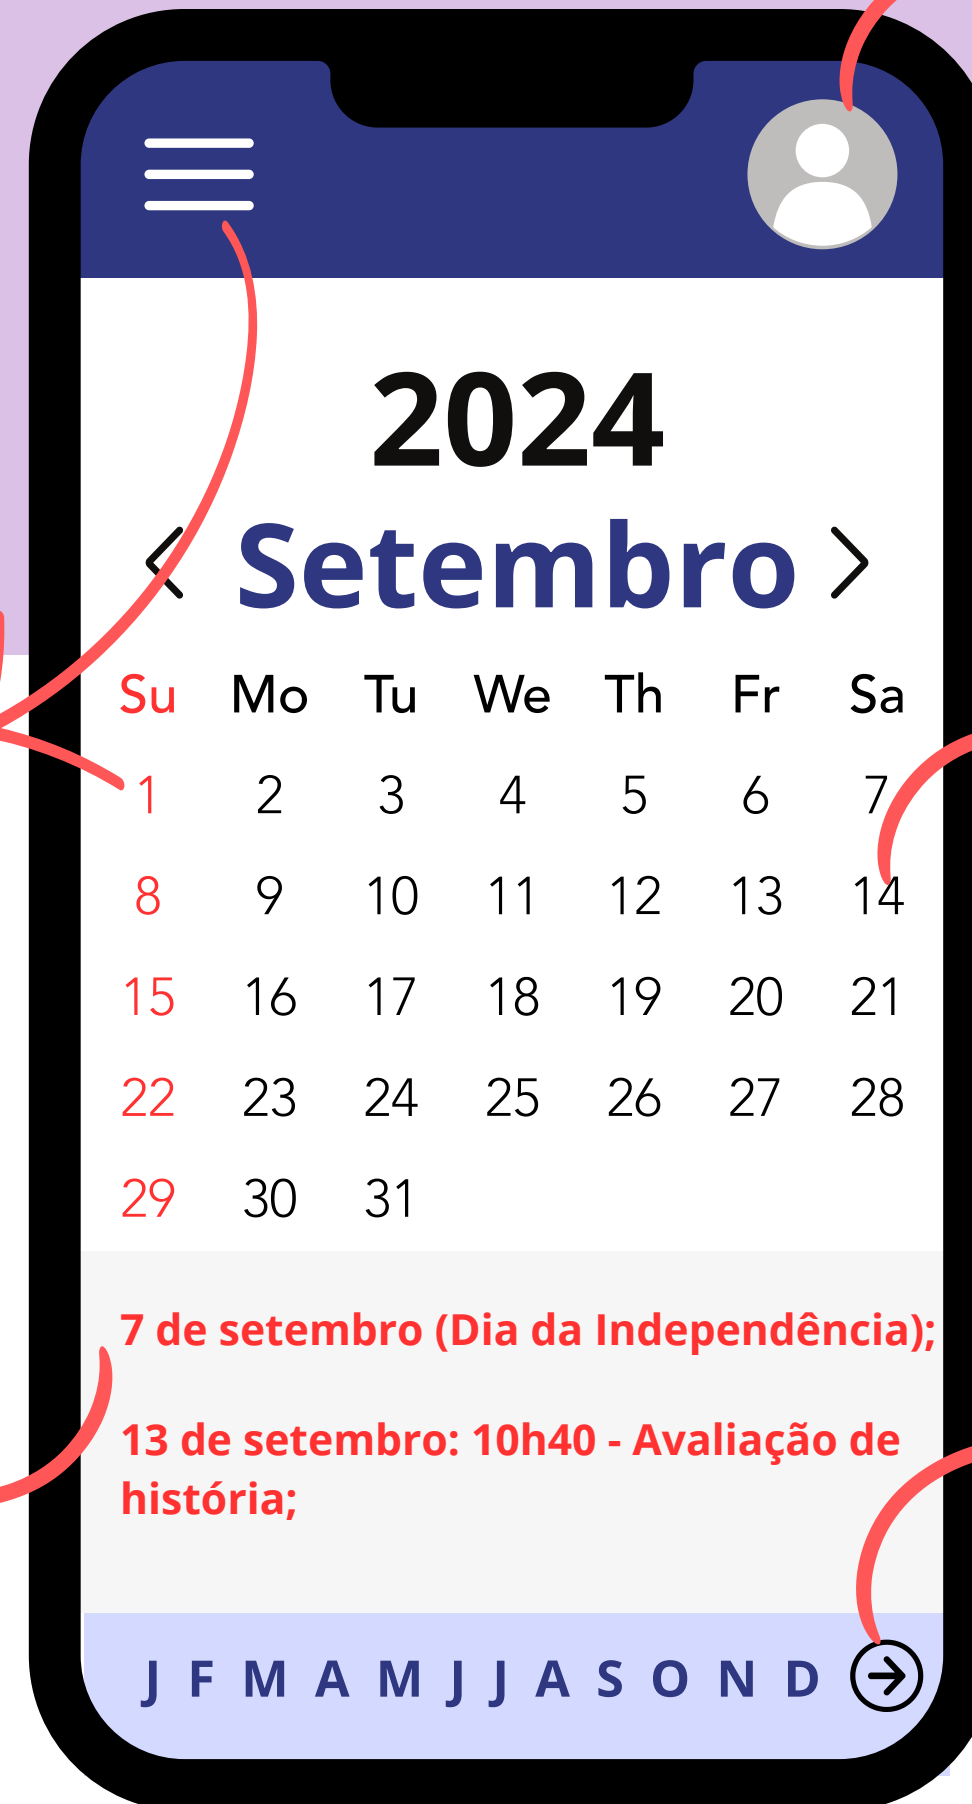 2024
Setembro
Su Mo Tu We Th Fr Sa
1 2 3 4 5 6 7
8 9 10 11 12 13 14
15 16 17 18 19 20 21
22 23 24 25 26 27 28
29 30 31
7 de setembro (Dia da Independência);
13 de setembro: 10h40 - Avaliação de
história;
J F M A M J J A S O N D